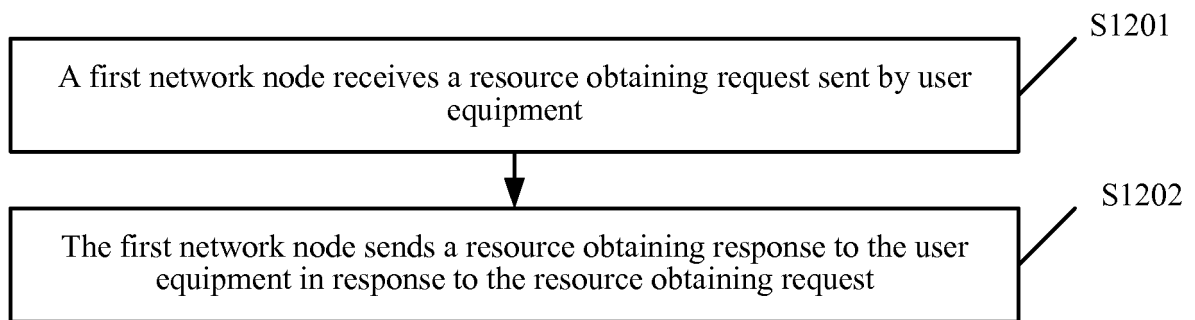 S1201
A first network node receives a resource obtaining request sent by user
equipment
S1202
The first network node sends a resource obtaining response to the user
equipment in response to the resource obtaining request